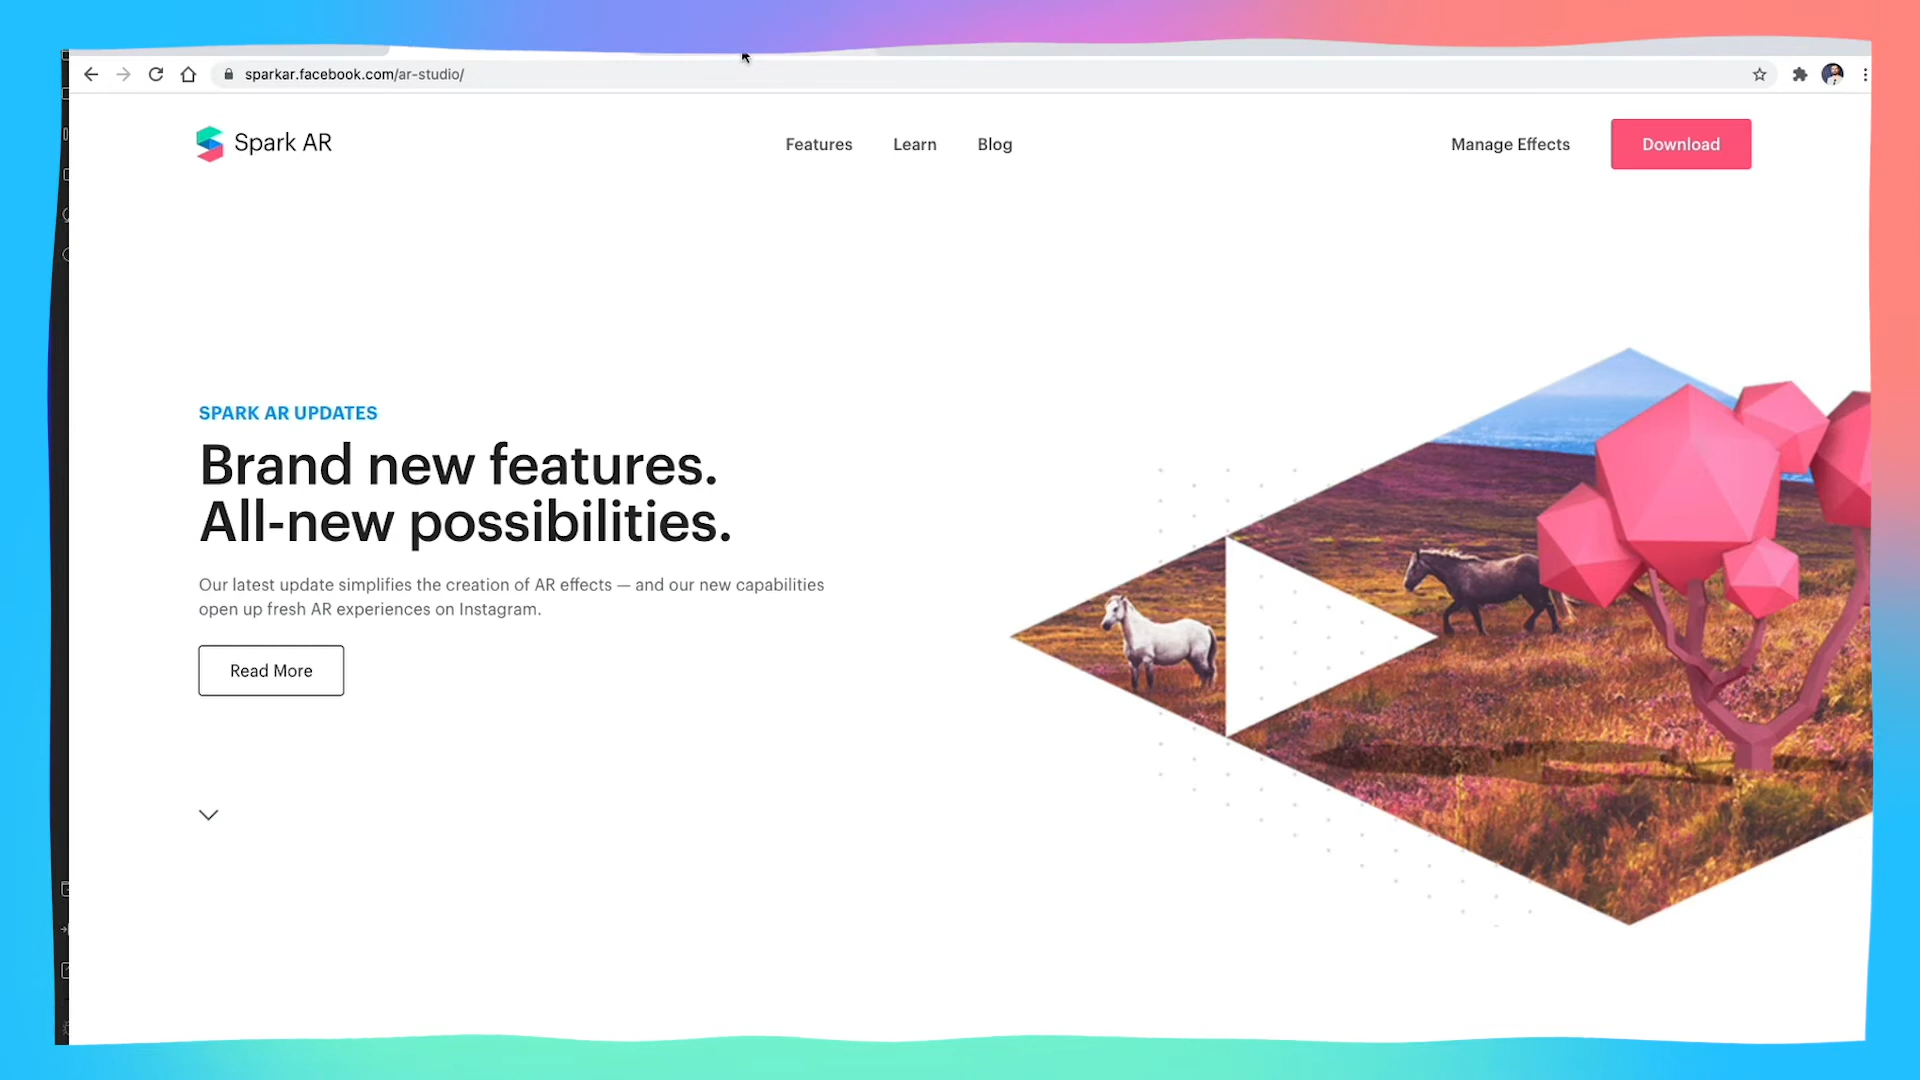 sparkar.facebook.com/ar-studio/
Spark AR
Features
Learn
Blog
Manage Effects
Download
SPARK AR UPDATES
Brand new features.
All-new possibilities.
Our latest update simplifies the creation of AR effects — and our new capabilities
open up fresh AR experiences on Instagram.
Read More